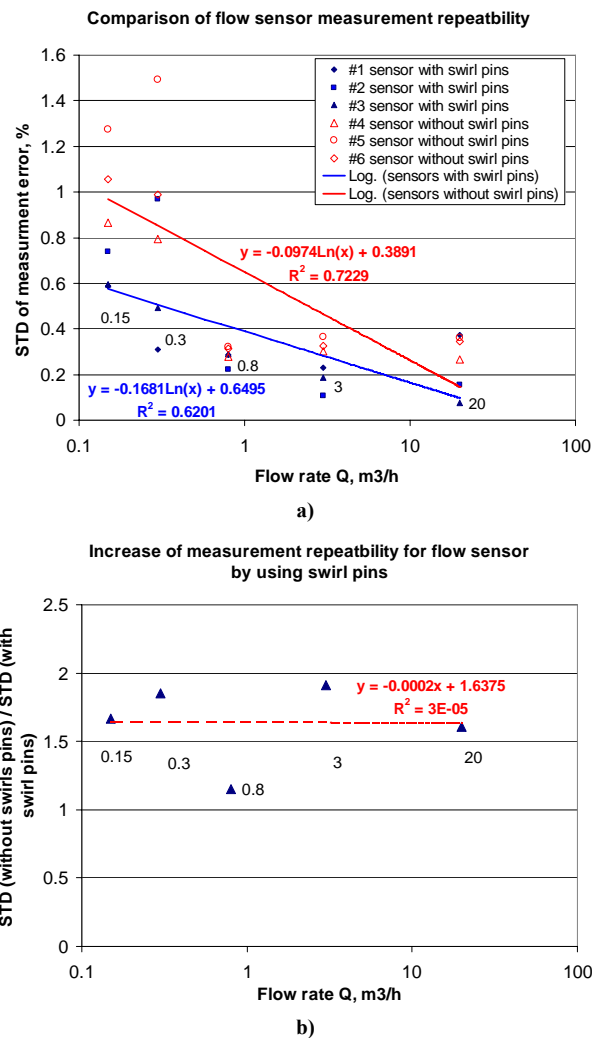 Comparison of flow sensor measurement repeatbility
STD of measurment error, %
1.6
1.4
1.2
1
0.8
0.6
0.4
0.2
0
#1 sensor with swirl pins
#2 sensor with swirl pins
#3 sensor with swirl pins
#4 sensor without swirl pins
#5 sensor without swirl pins
#6 sensor without swirl pins
Log. (sensors with swirl pins)
Log. (sensors without swirl pins)
y = -0.0974Ln(x) + 0.3891
R² = 0.7229
0.15
0.3
0.8
3
20
y = -0.1681Ln(x) + 0.6495
R² = 0.6201
0.1
1
10
100
Flow rate Q, m3/h
a)
Increase of measurement repeatbility for flow sensor
by using swirl pins
STD (without swirls pins) / STD (with
swirl pins)
2.5
2
1.5
1
0.5
0
y = -0.0002x + 1.6375
R² = 3E-05
0.15
0.3
3
20
0.8
0.1
1
10
100
Flow rate Q, m3/h
b)